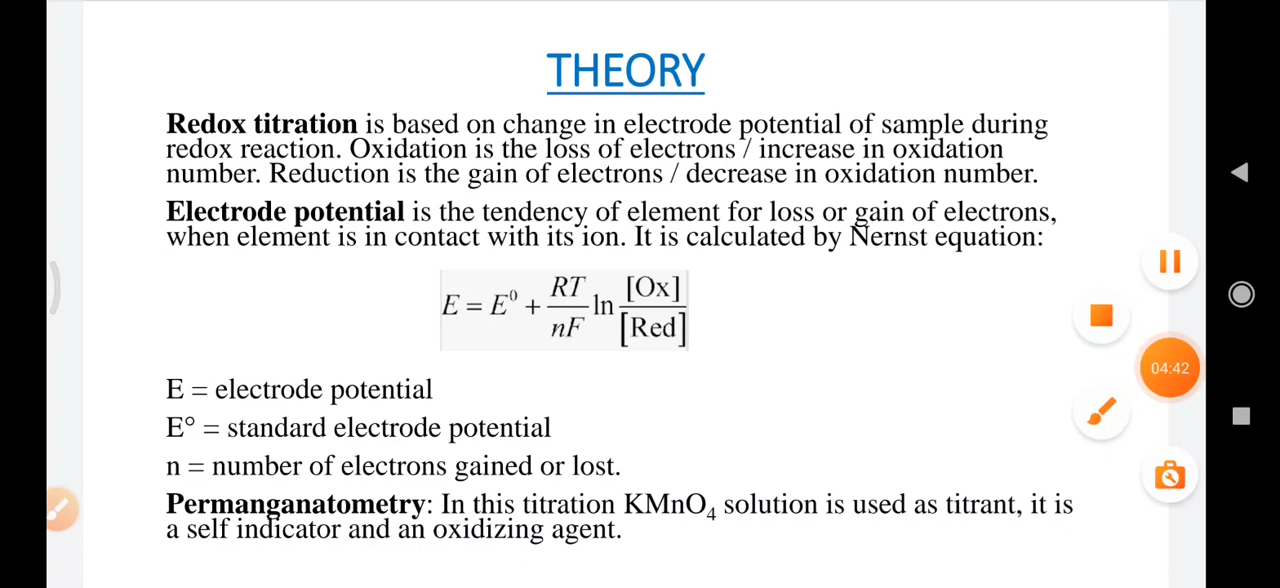 THEORY
Redox titration is based on change in electrode potential of sample during
redox reaction. Oxidation is the loss of electrons / increase in oxidation
number. Reduction is the gain of electrons / decrease in oxidation number.
Electrode potential is the tendency of element for loss or gain of electrons,
when element is in contact with its ion. It is calculated by Nernst equation:
E = E⁰ + RT/nF ln [Ox]/[Red]
E = electrode potential
E° = standard electrode potential
n = number of electrons gained or lost.
Permanganatometry: In this titration KMnO₄ solution is used as titrant, it is
a self indicator and an oxidizing agent.
04:42